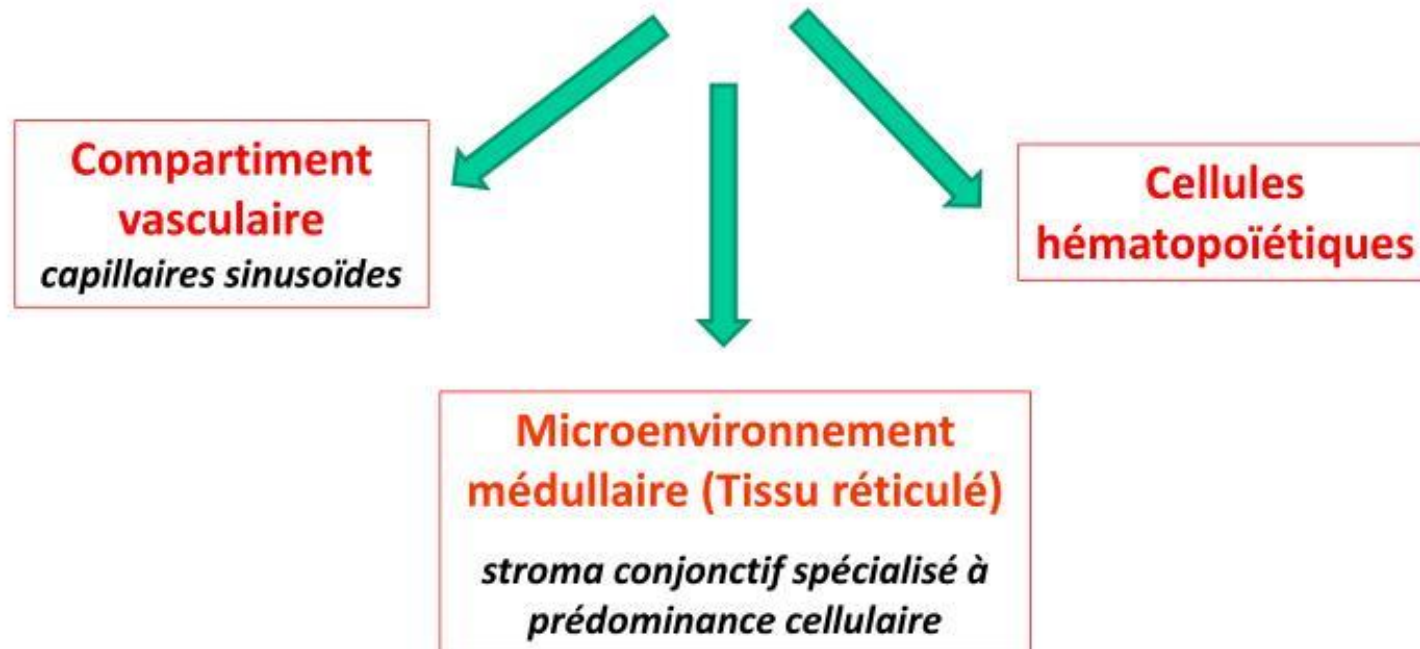 Compartiment
vasculaire
capillaires sinusoïdes
Cellules
hématopoïétiques
Microenvironnement
médullaire (Tissu réticulé)
stroma conjonctif spécialisé à
prédominance cellulaire